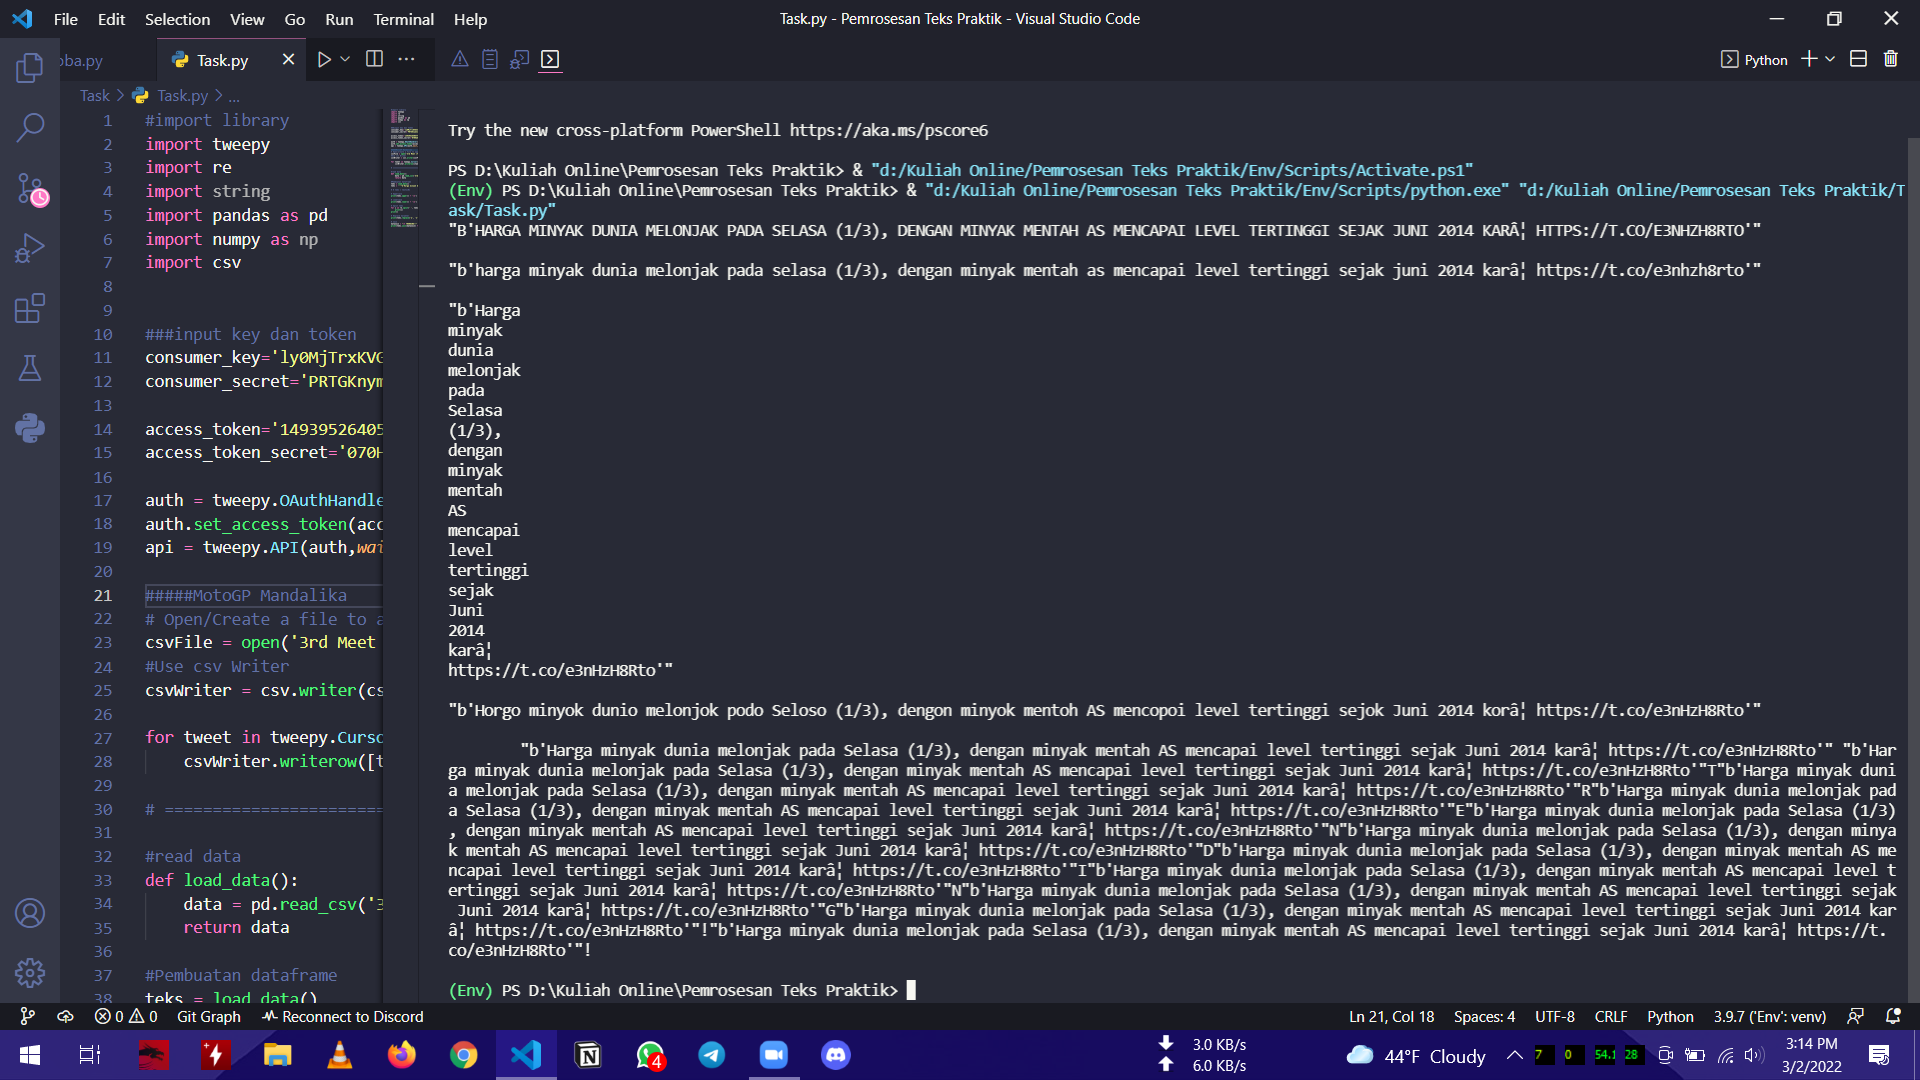 File Edit Selection View Go Run Terminal Help
Task.py - Pemrosesan Teks Praktik - Visual Studio Code
oba.py
Task.py
Python
Task > Task.py > ...
1 #import library
2 import tweepy
3 import re
4 import string
5 import pandas as pd
6 import numpy as np
7 import csv
8
9
10 ###input key dan token
11 consumer_key='ly0MjTrxKVG
12 consumer_secret='PRTGKnym
13
14 access_token='14939526405
15 access_token_secret='070H
16
17 auth = tweepy.OAuthHandle
18 auth.set_access_token(acc
19 api = tweepy.API(auth,wai
20
21 #####MotoGP Mandalika
22 # Open/Create a file to a
23 csvFile = open('3rd Meet
24 #Use csv Writer
25 csvWriter = csv.writer(cs
26
27 for tweet in tweepy.Curso
28 csvWriter.writerow([t
29
30 # =======================
31
32 #read data
33 def load_data():
34 data = pd.read_csv('3
35 return data
36
37 #Pembuatan dataframe
38 teks = load_data()
Try the new cross-platform PowerShell https://aka.ms/pscore6
PS D:\Kuliah Online\Pemrosesan Teks Praktik> & "d:/Kuliah Online/Pemrosesan Teks Praktik/Env/Scripts/Activate.ps1"
(Env) PS D:\Kuliah Online\Pemrosesan Teks Praktik> & "d:/Kuliah Online/Pemrosesan Teks Praktik/Env/Scripts/python.exe" "d:/Kuliah Online/Pemrosesan Teks Praktik/T
ask/Task.py"
"B'HARGA MINYAK DUNIA MELONJAK PADA SELASA (1/3), DENGAN MINYAK MENTAH AS MENCAPAI LEVEL TERTINGGI SEJAK JUNI 2014 KARÂ¦ HTTPS://T.CO/E3NHZH8RTO'"
"b'harga minyak dunia melonjak pada selasa (1/3), dengan minyak mentah as mencapai level tertinggi sejak juni 2014 karâ¦ https://t.co/e3nhzh8rto'"
"b'Harga
minyak
dunia
melonjak
pada
Selasa
(1/3),
dengan
minyak
mentah
AS
mencapai
level
tertinggi
sejak
Juni
2014
karâ¦
https://t.co/e3nHzH8Rto'"
"b'Horgo minyok dunio melonjok podo Seloso (1/3), dengon minyok mentoh AS mencopoi level tertinggi sejok Juni 2014 korâ¦ https://t.co/e3nHzH8Rto'"
"b'Harga minyak dunia melonjak pada Selasa (1/3), dengan minyak mentah AS mencapai level tertinggi sejak Juni 2014 karâ¦ https://t.co/e3nHzH8Rto'" "b'Har
ga minyak dunia melonjak pada Selasa (1/3), dengan minyak mentah AS mencapai level tertinggi sejak Juni 2014 karâ¦ https://t.co/e3nHzH8Rto'"T"b'Harga minyak duni
a melonjak pada Selasa (1/3), dengan minyak mentah AS mencapai level tertinggi sejak Juni 2014 karâ¦ https://t.co/e3nHzH8Rto'"R"b'Harga minyak dunia melonjak pad
a Selasa (1/3), dengan minyak mentah AS mencapai level tertinggi sejak Juni 2014 karâ¦ https://t.co/e3nHzH8Rto'"E"b'Harga minyak dunia melonjak pada Selasa (1/3)
, dengan minyak mentah AS mencapai level tertinggi sejak Juni 2014 karâ¦ https://t.co/e3nHzH8Rto'"N"b'Harga minyak dunia melonjak pada Selasa (1/3), dengan minya
k mentah AS mencapai level tertinggi sejak Juni 2014 karâ¦ https://t.co/e3nHzH8Rto'"D"b'Harga minyak dunia melonjak pada Selasa (1/3), dengan minyak mentah AS me
ncapai level tertinggi sejak Juni 2014 karâ¦ https://t.co/e3nHzH8Rto'"I"b'Harga minyak dunia melonjak pada Selasa (1/3), dengan minyak mentah AS mencapai level t
ertinggi sejak Juni 2014 karâ¦ https://t.co/e3nHzH8Rto'"N"b'Harga minyak dunia melonjak pada Selasa (1/3), dengan minyak mentah AS mencapai level tertinggi sejak
Juni 2014 karâ¦ https://t.co/e3nHzH8Rto'"G"b'Harga minyak dunia melonjak pada Selasa (1/3), dengan minyak mentah AS mencapai level tertinggi sejak Juni 2014 kar
â¦ https://t.co/e3nHzH8Rto'"!"b'Harga minyak dunia melonjak pada Selasa (1/3), dengan minyak mentah AS mencapai level tertinggi sejak Juni 2014 karâ¦ https://t.
co/e3nHzH8Rto'"!
(Env) PS D:\Kuliah Online\Pemrosesan Teks Praktik>
0 0 Git Graph Reconnect to Discord
Ln 21, Col 18 Spaces: 4 UTF-8 CRLF Python 3.9.7 ('Env': venv)
4
3.0 KB/s
6.0 KB/s
44°F Cloudy
7 0 54.1 28
3:14 PM
3/2/2022